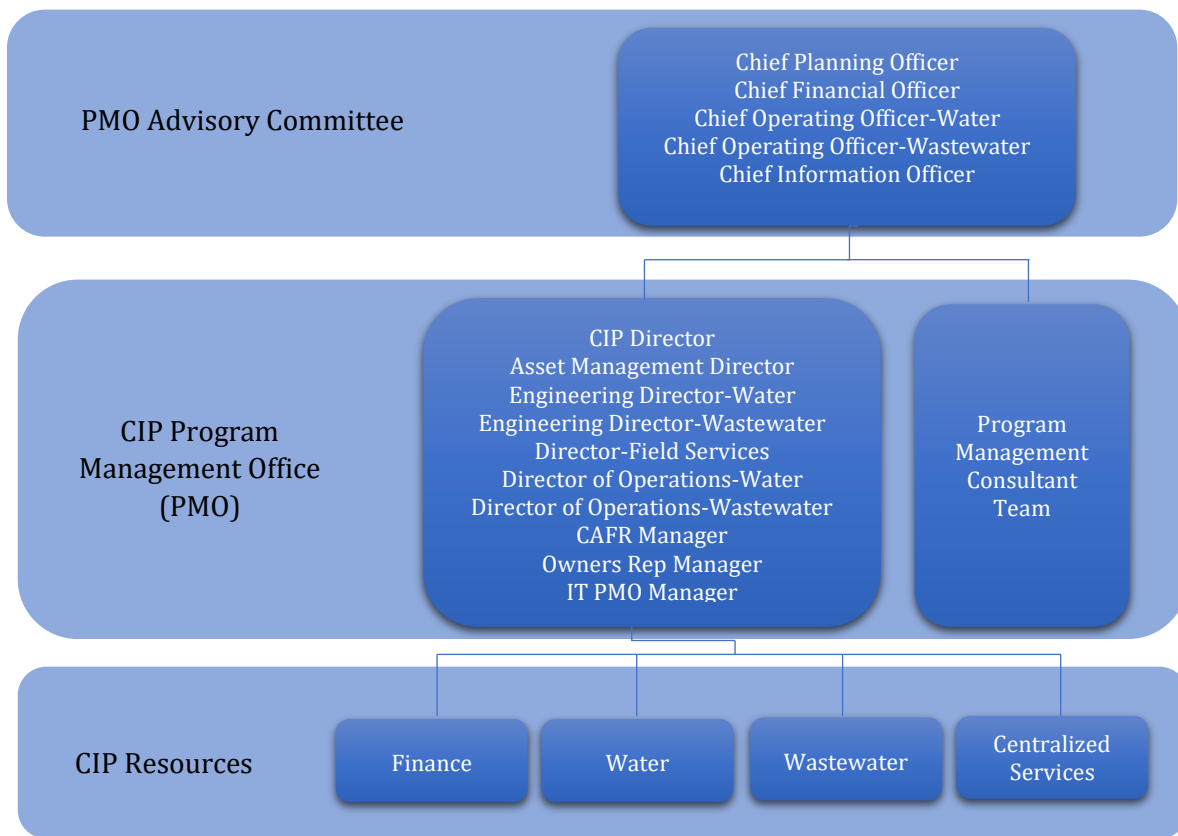 PMO Advisory Committee
Chief Planning Officer
Chief Financial Officer
Chief Operating Officer-Water
Chief Operating Officer-Wastewater
Chief Information Officer
CIP Program
Management Office
(PMO)
CIP Director
Asset Management Director
Engineering Director-Water
Engineering Director-Wastewater
Director-Field Services
Director of Operations-Water
Director of Operations-Wastewater
CAFR Manager
Owners Rep Manager
IT PMO Manager
Program
Management
Consultant
Team
CIP Resources
Finance
Water
Wastewater
Centralized
Services